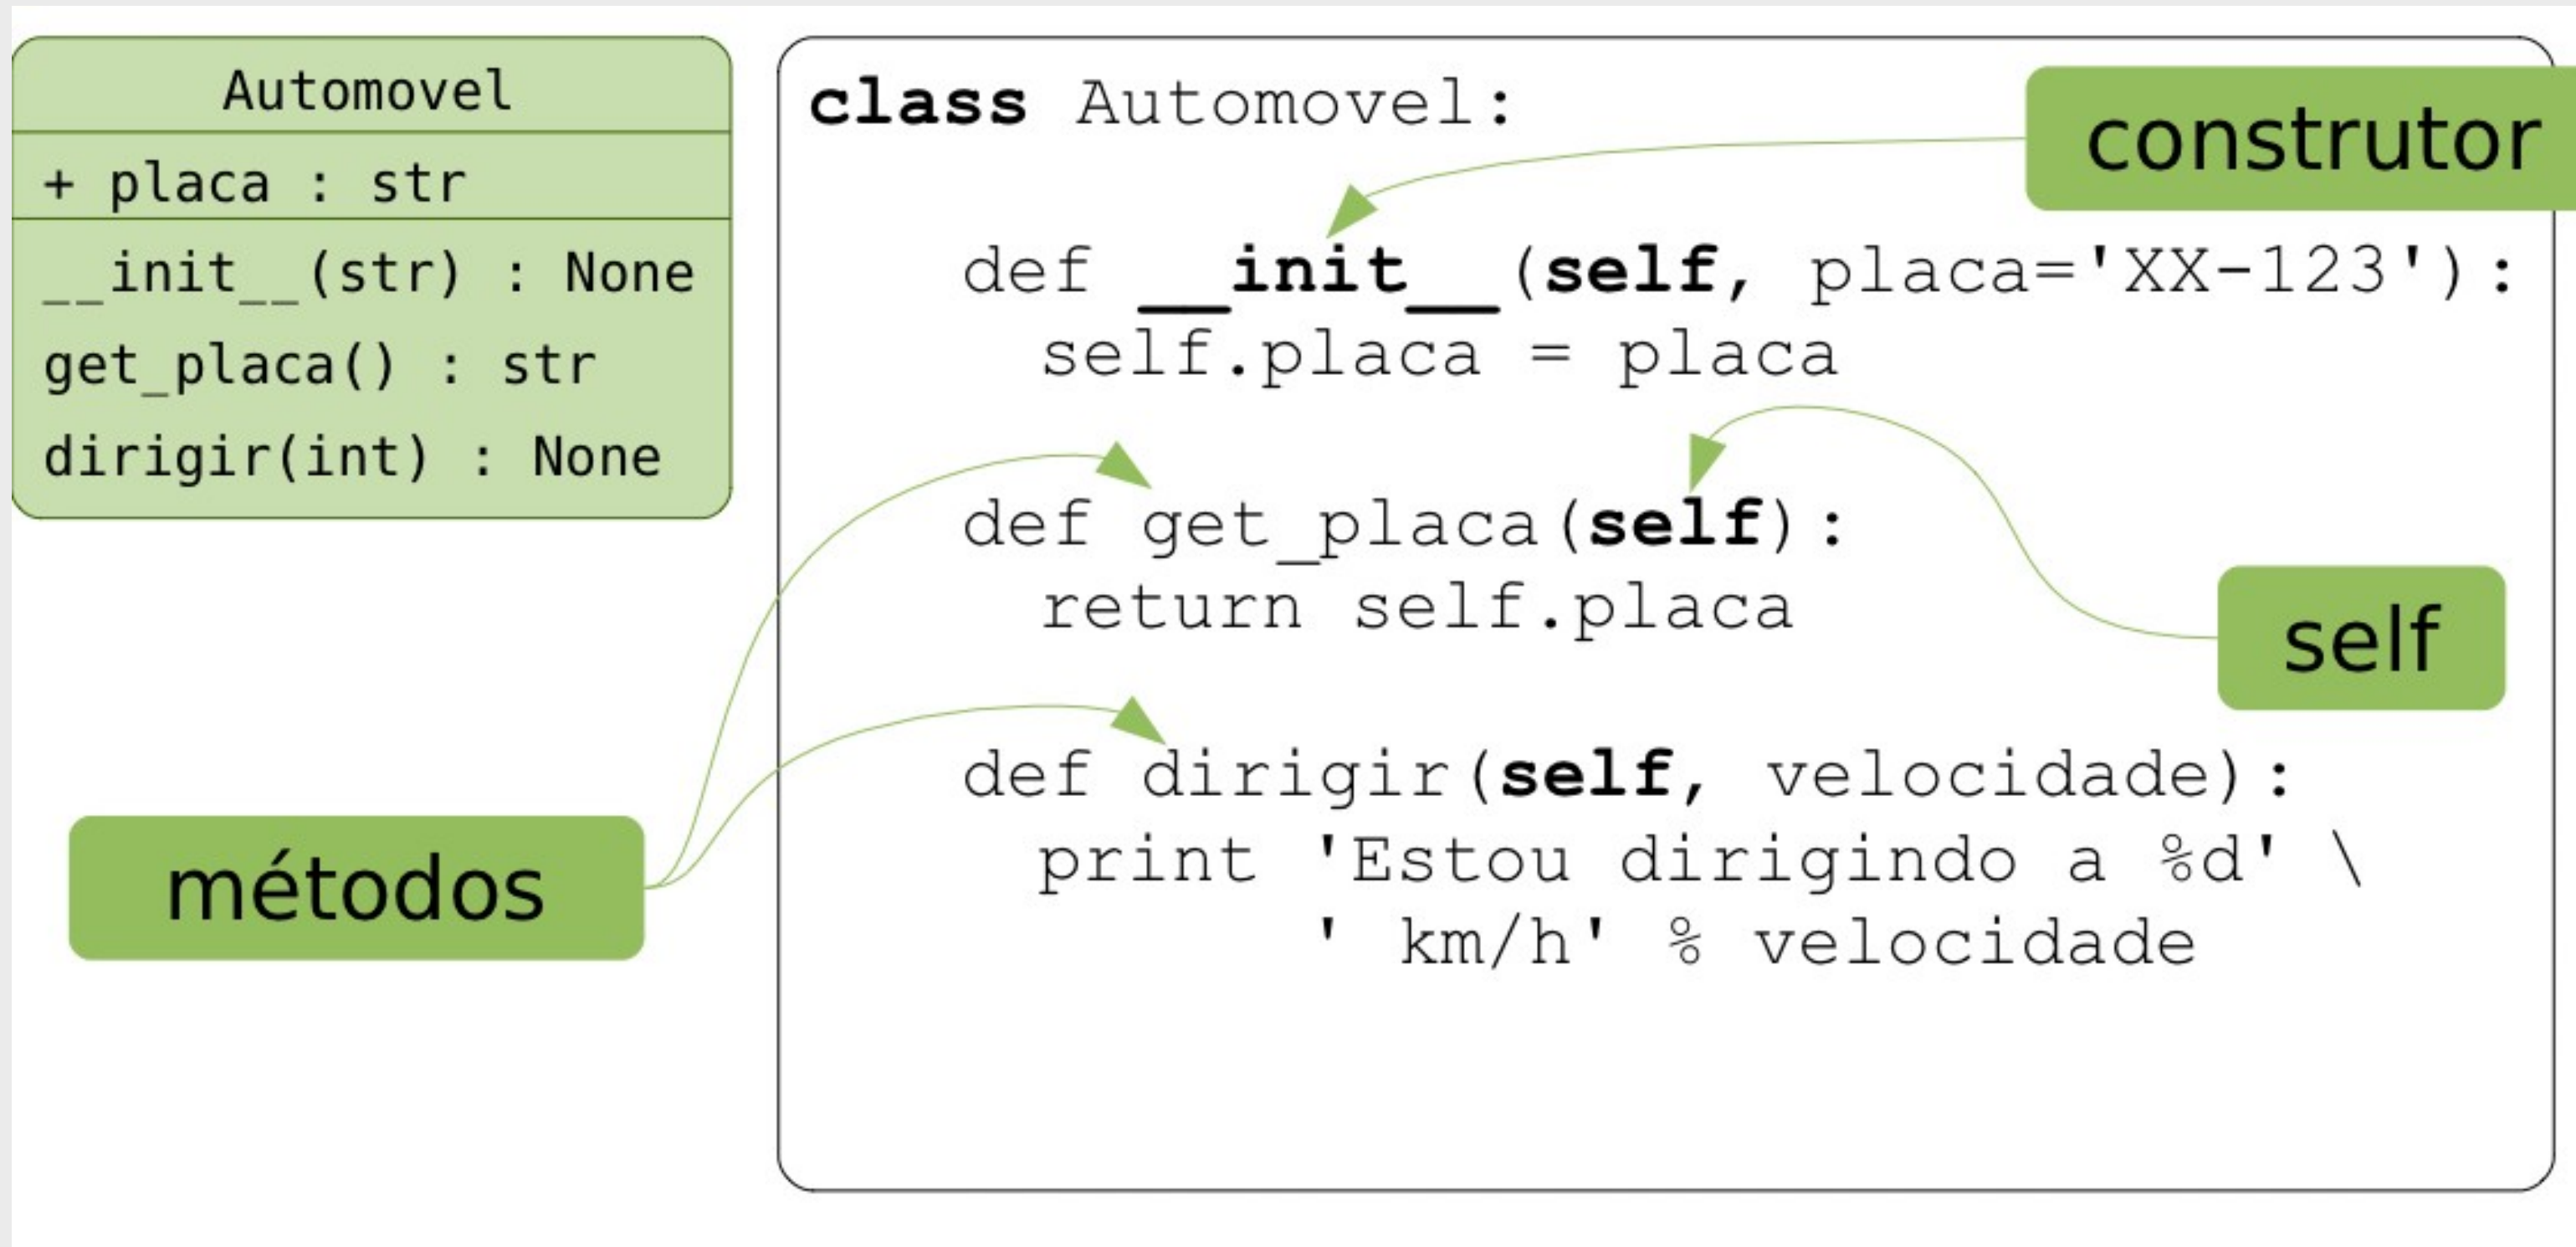 Automovel
+ placa : str
__init__(str) : None
get_placa() : str
dirigir(int) : None
métodos
class Automovel:
construtor
def __init__(self, placa='XX-123'):
self.placa = placa
def get_placa(self):
return self.placa
self
def dirigir(self, velocidade):
print 'Estou dirigindo a %d' \
' km/h' % velocidade